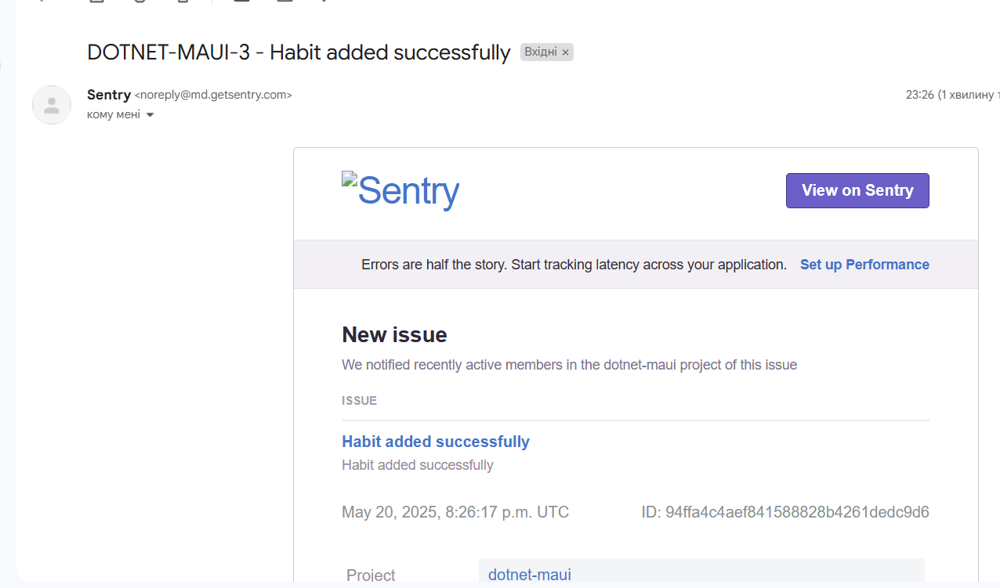 DOTNET-MAUI-3 - Habit added successfully Вхідні ×
Sentry <noreply@md.getsentry.com>
23:26 (1 хвилину т
кому мені
Sentry
View on Sentry
Errors are half the story. Start tracking latency across your application. Set up Performance
New issue
We notified recently active members in the dotnet-maui project of this issue
ISSUE
Habit added successfully
Habit added successfully
May 20, 2025, 8:26:17 p.m. UTC
ID: 94ffa4c4aef841588828b4261dedc9d6
Project
dotnet-maui